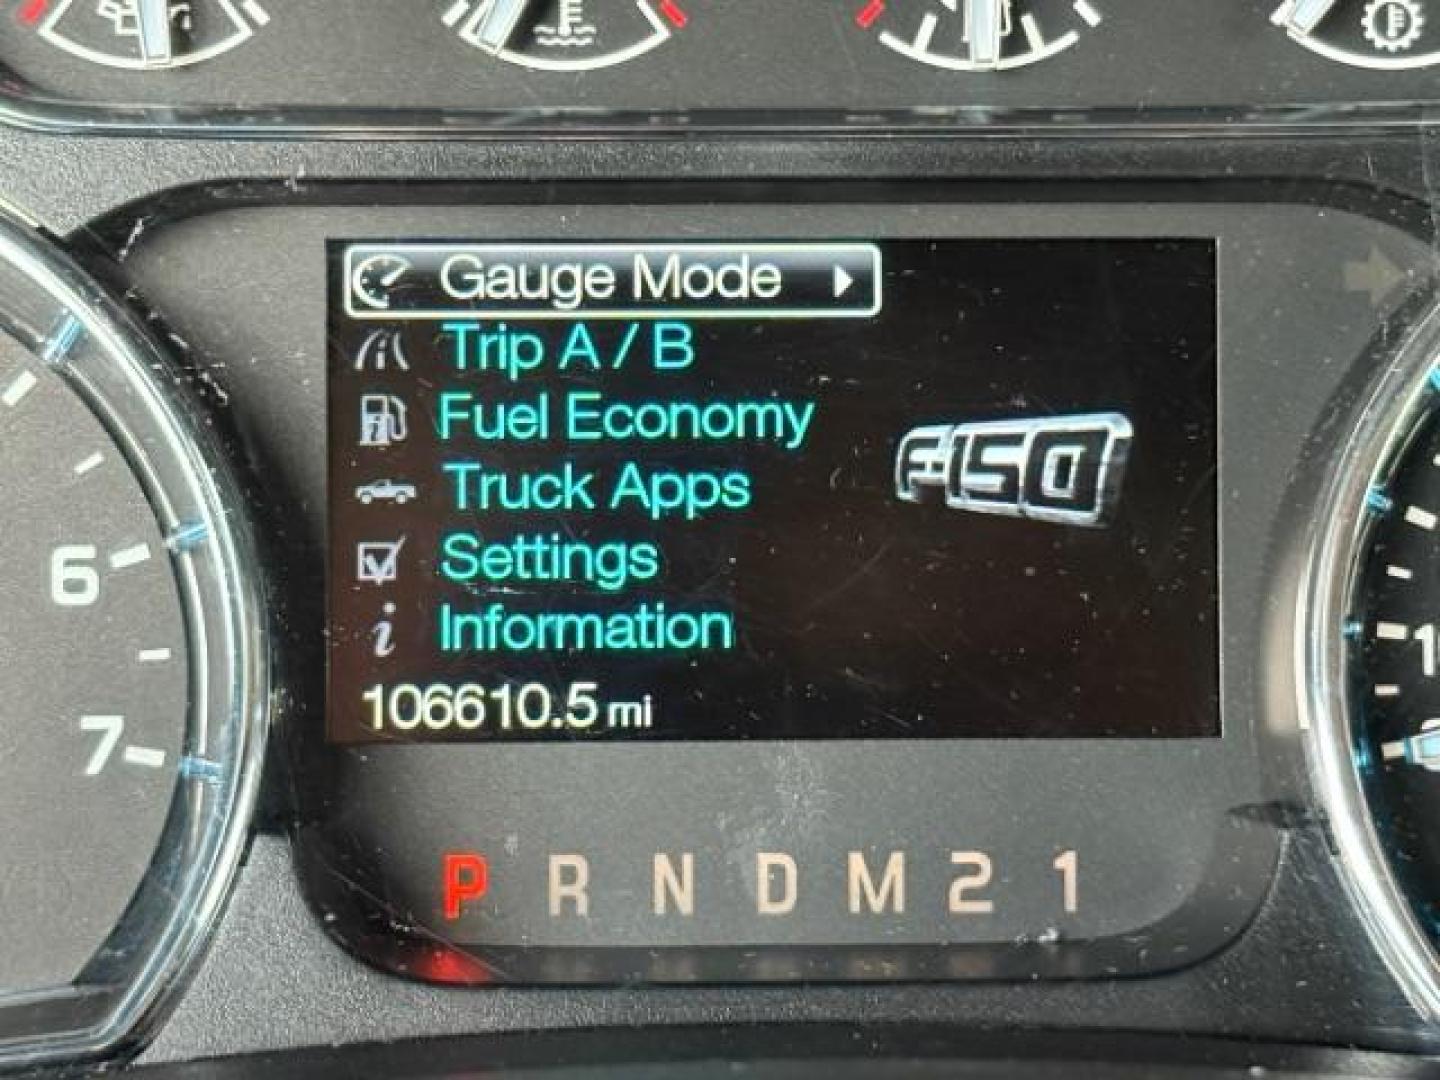 Gauge Mode
Trip A / B
Fuel Economy
Truck Apps
Settings
Information
F-150
106610.5 mi
6
7
P R N D M 2 1